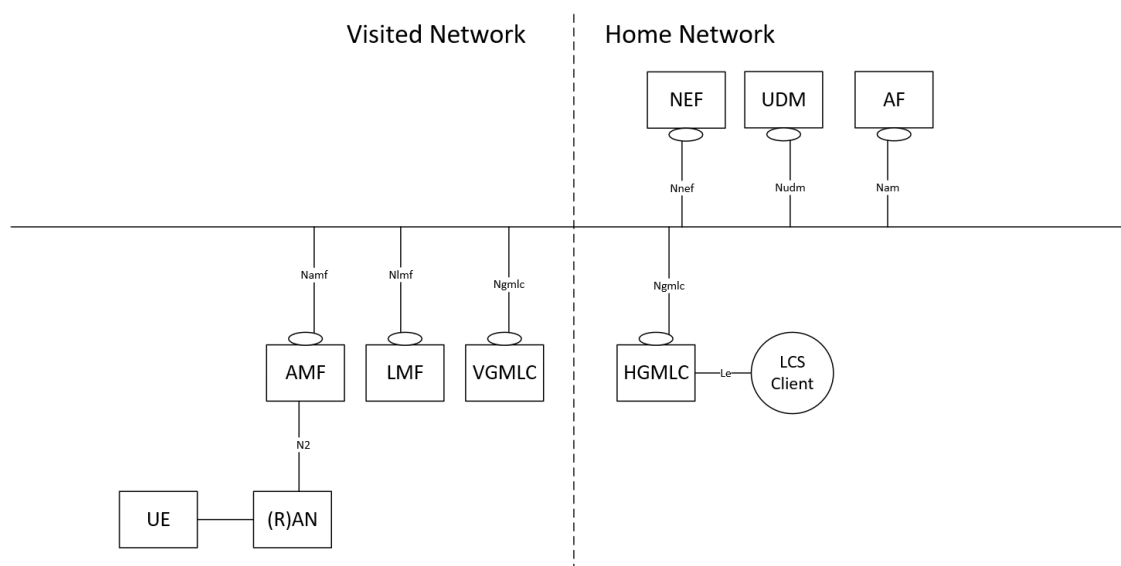 Visited Network
Home Network
NEF
UDM
AF
Nnef
Nudm
Nam
Namf
Nlmf
Ngmlc
Ngmlc
AMF
LMF
VGMLC
HGMLC
Le
LCS
Client
N2
UE
(R)AN